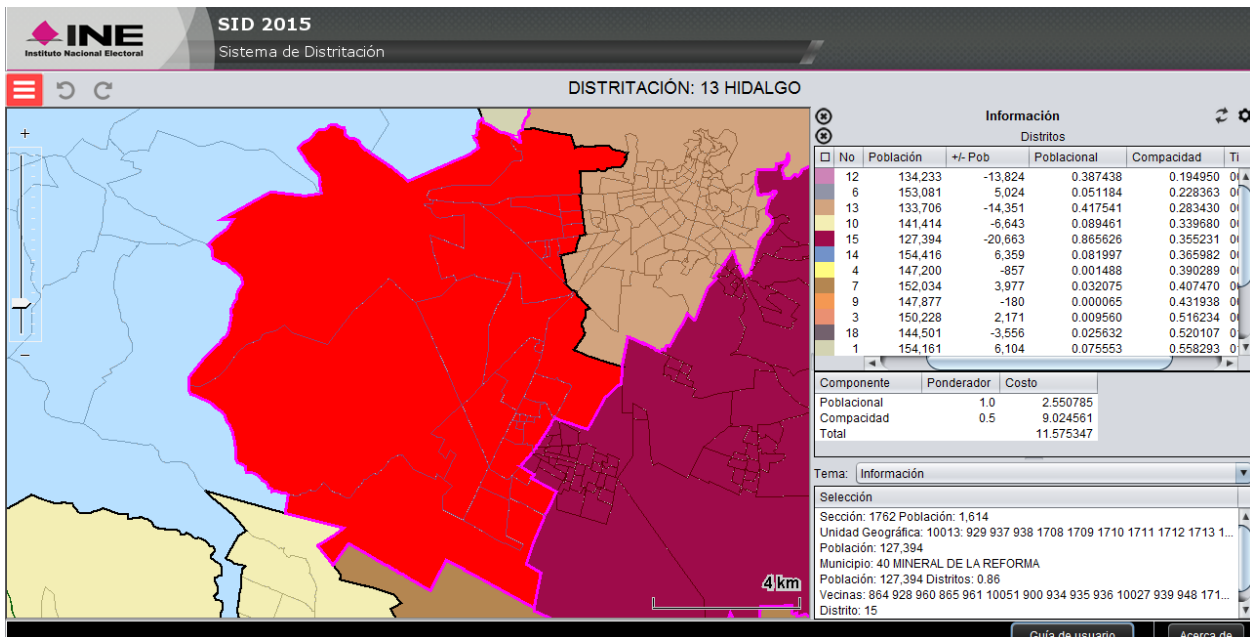 INE
Instituto Nacional Electoral
SID 2015
Sistema de Distritación
DISTRITACIÓN: 13 HIDALGO
+
−
4 km
Información
Distritos
No Población +/- Pob Poblacional Compacidad Ti
12 134,233 -13,824 0.387438 0.194950
6 153,081 5,024 0.051184 0.228363
13 133,706 -14,351 0.417541 0.283430
10 141,414 -6,643 0.089461 0.339680
15 127,394 -20,663 0.865626 0.355231
14 154,416 6,359 0.081997 0.365982
4 147,200 -857 0.001488 0.390289
7 152,034 3,977 0.032075 0.407470
9 147,877 -180 0.000065 0.431938
3 150,228 2,171 0.009560 0.516234
18 144,501 -3,556 0.025632 0.520107
1 154,161 6,104 0.075553 0.558293
Componente Ponderador Costo
Poblacional 1.0 2.550785
Compacidad 0.5 9.024561
Total 11.575347
Tema: Información
Selección
Sección: 1762 Población: 1,614
Unidad Geográfica: 10013: 929 937 938 1708 1709 1710 1711 1712 1713 1...
Población: 127,394
Municipio: 40 MINERAL DE LA REFORMA
Población: 127,394 Distritos: 0.86
Vecinas: 864 928 960 865 961 10051 900 934 935 936 10027 939 948 171...
Distrito: 15
Guía de usuario Acerca de